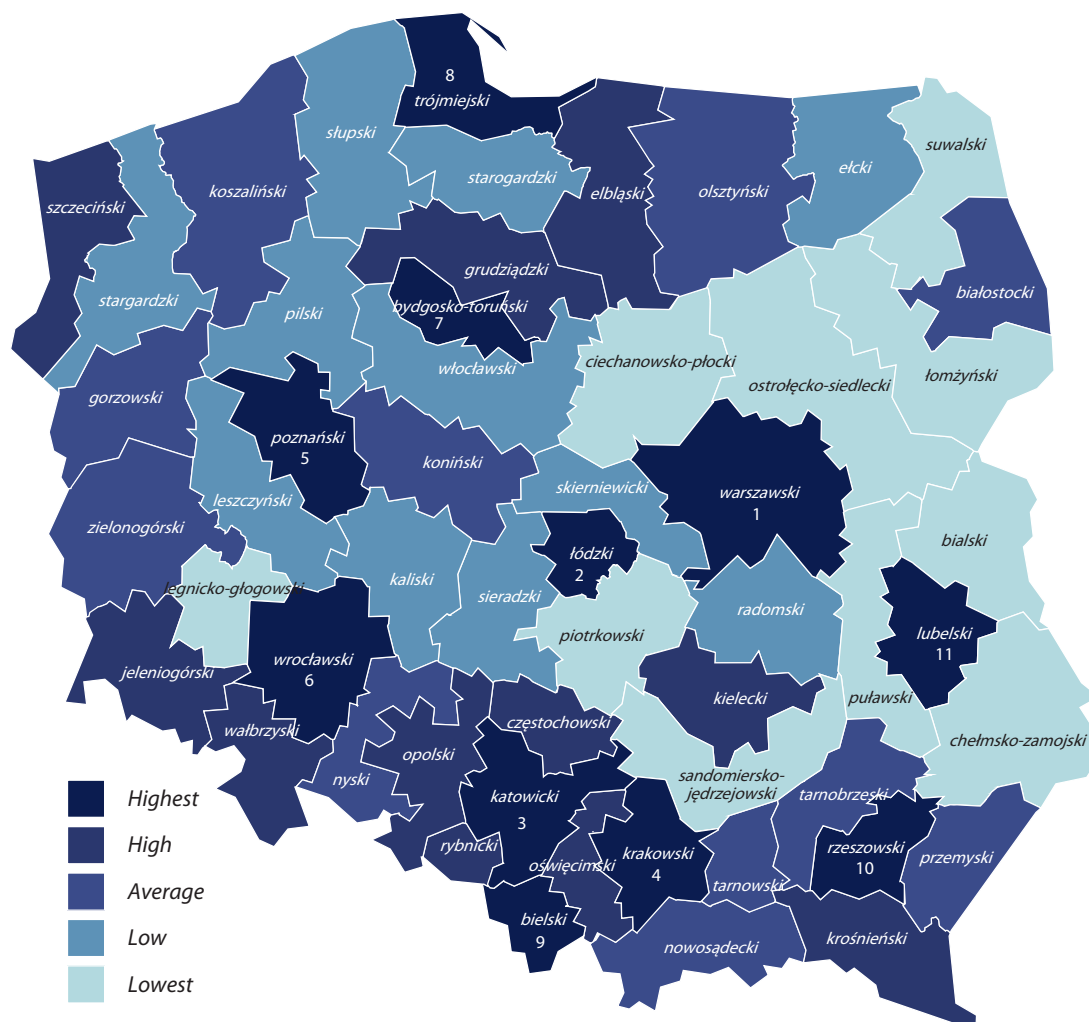 8
trójmiejski
słupski
suwalski
ełcki
starogardzki
koszaliński
olsztyński
elbląski
szczeciński
grudziądzki
stargardzki
białostocki
bydgosko-toruński
7
pilski
ciechanowsko-płocki
włocławski
łomżyński
ostrołęcko-siedlecki
gorzowski
poznański
5
koniński
skierniewicki
warszawski
1
leszczyński
zielonogórski
bialski
łódzki
2
kaliski
legnicko-głogowski
sieradzki
radomski
piotrkowski
lubelski
11
wrocławski
6
jeleniogórski
kielecki
puławski
częstochowski
wałbrzyski
chełmsko-zamojski
opolski
nyski
sandomiersko-
jędrzejowski
tarnobrzeski
katowicki
3
rybnicki
oświęcimski
krakowski
4
rzeszowski
10
przemyski
tarnowski
bielski
9
nowosądecki
krośnieński
Highest
High
Average
Low
Lowest